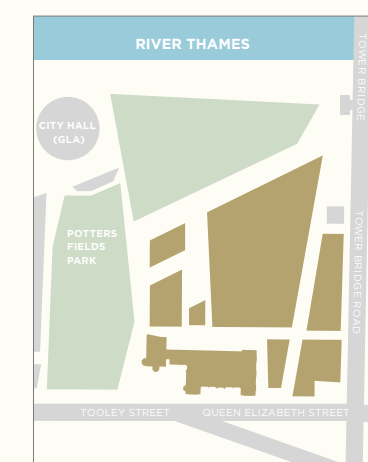 RIVER THAMES
TOWER BRIDGE
CITY HALL
(GLA)
POTTERS
FIELDS
PARK
TOWER BRIDGE ROAD
TOOLEY STREET
QUEEN ELIZABETH STREET